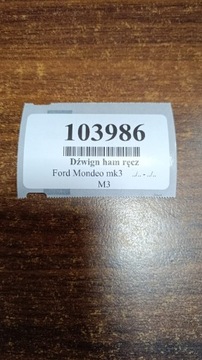 103986
Dźwign ham ręcz
Ford Mondeo mk3 ../.. - ../..
M3